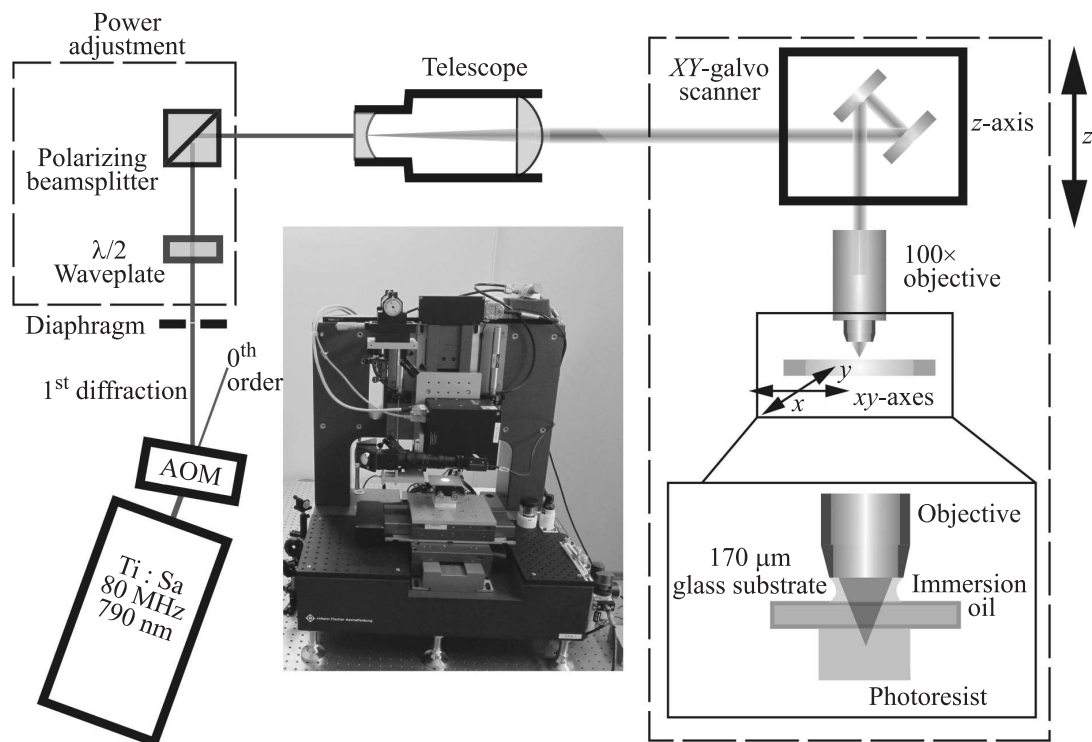 Power
adjustment
Polarizing
beamsplitter
λ/2
Waveplate
Diaphragm
0th
order
1st diffraction
AOM
Ti : Sa
80 MHz
790 nm
Telescope
XY-galvo
scanner
z-axis
z
100×
objective
y
x
xy-axes
Objective
170 μm
glass substrate
Immersion
oil
Photoresist